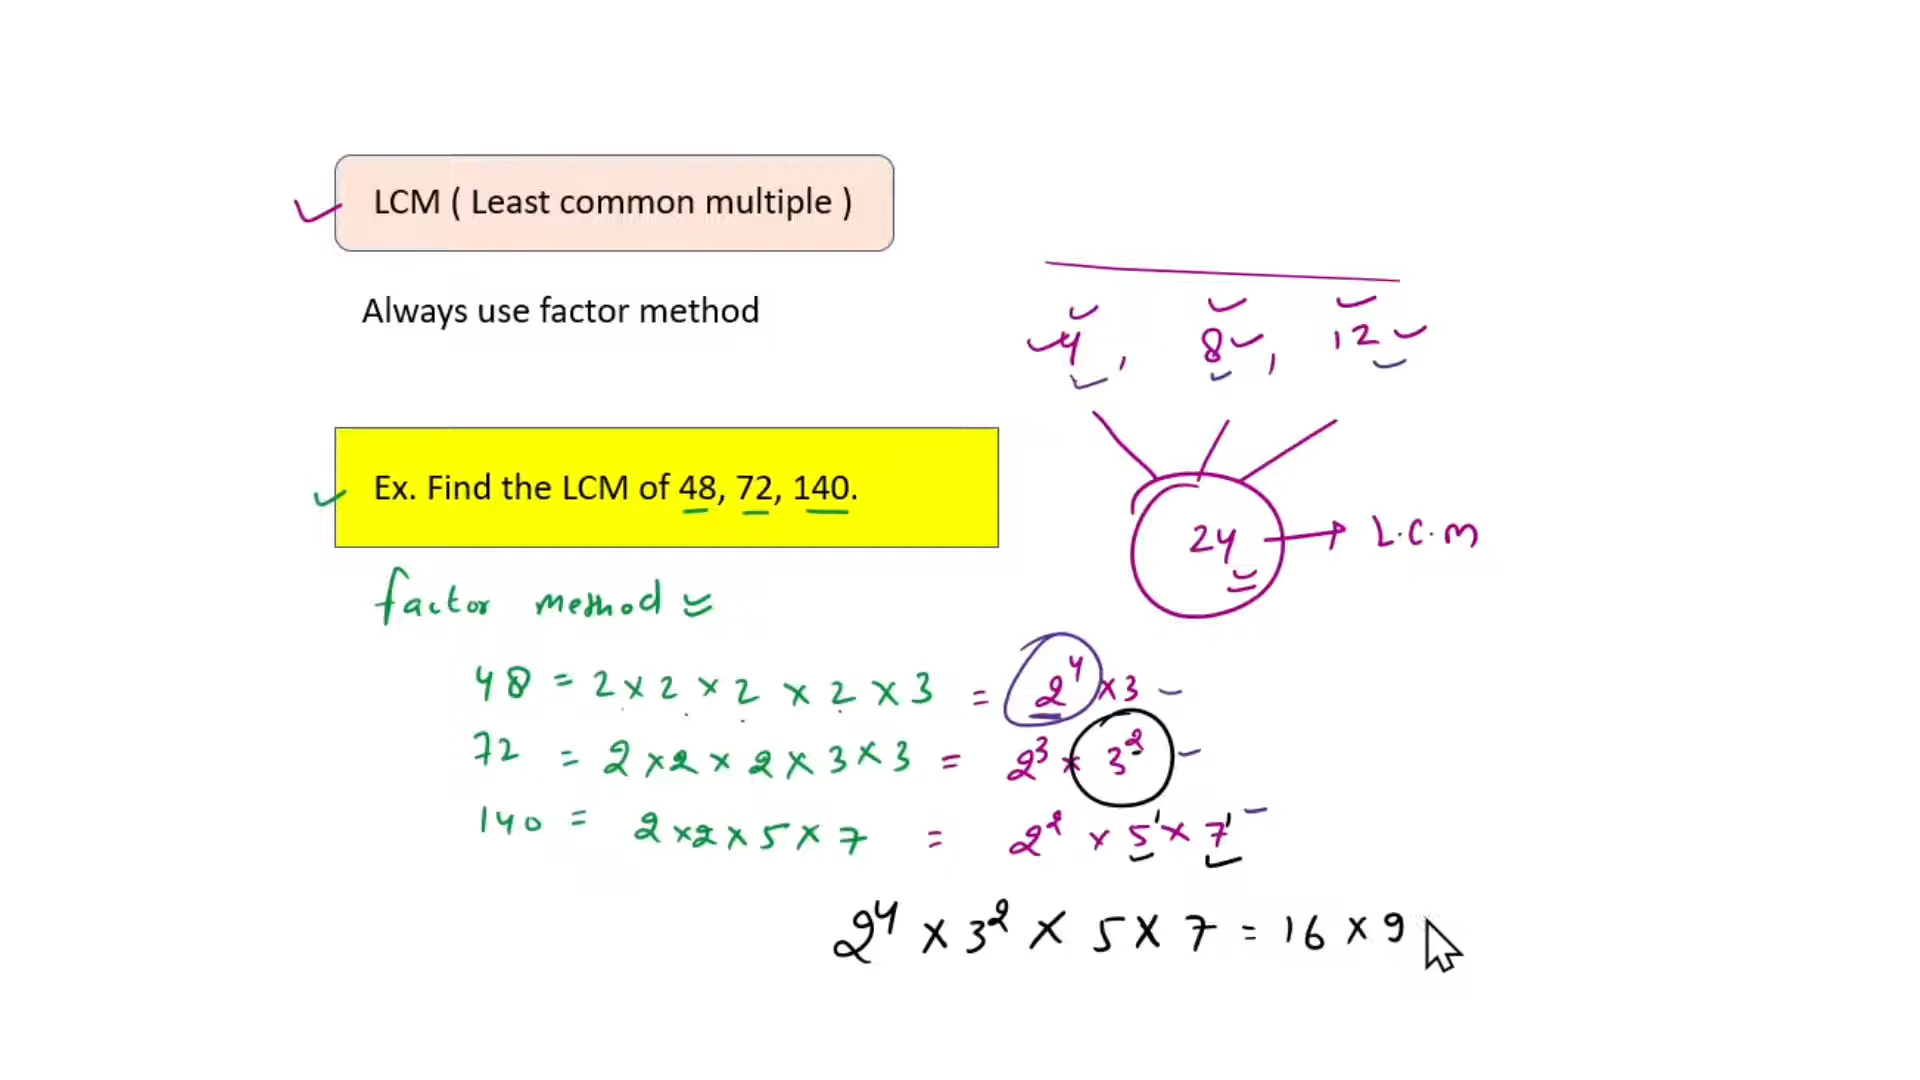 LCM ( Least common multiple )
Always use factor method
4, 8, 12
Ex. Find the LCM of 48, 72, 140.
24 → L.C.M
factor method
48 = 2 × 2 × 2 × 2 × 3 = 2⁴ × 3
72 = 2 × 2 × 2 × 3 × 3 = 2³ × 3²
140 = 2 × 2 × 5 × 7 = 2² × 5¹ × 7¹
2⁴ × 3² × 5 × 7 = 16 × 9